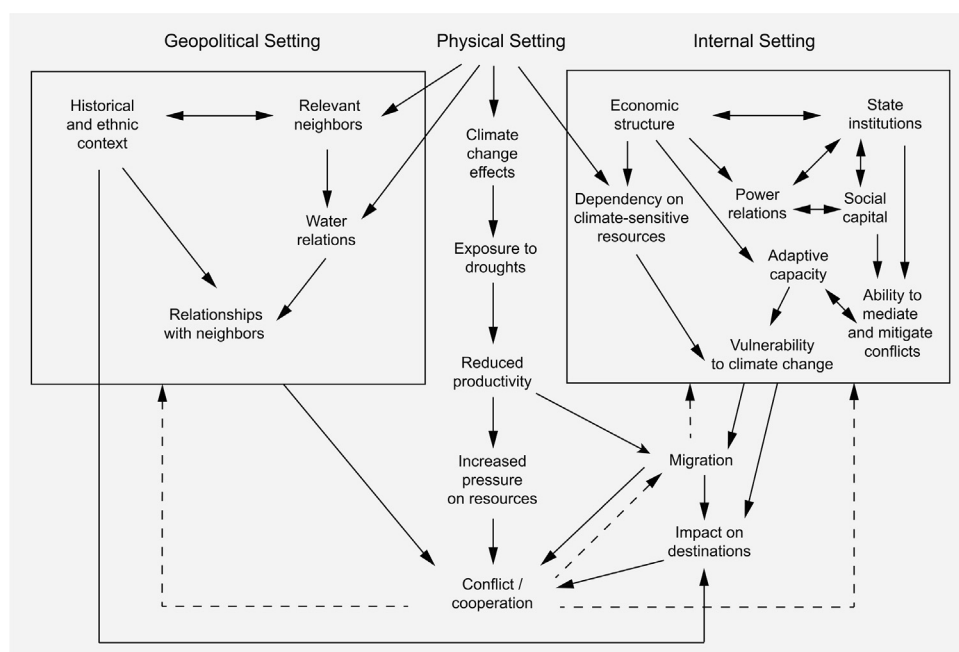 Geopolitical Setting
Physical Setting
Internal Setting
Historical
and ethnic
context
Relevant
neighbors
Water
relations
Relationships
with neighbors
Climate
change
effects
Exposure to
droughts
Reduced
productivity
Increased
pressure
on resources
Conflict /
cooperation
Economic
structure
State
institutions
Dependency on
climate-sensitive
resources
Power
relations
Social
capital
Adaptive
capacity
Ability to
mediate
and mitigate
conflicts
Vulnerability
to climate change
Migration
Impact on
destinations